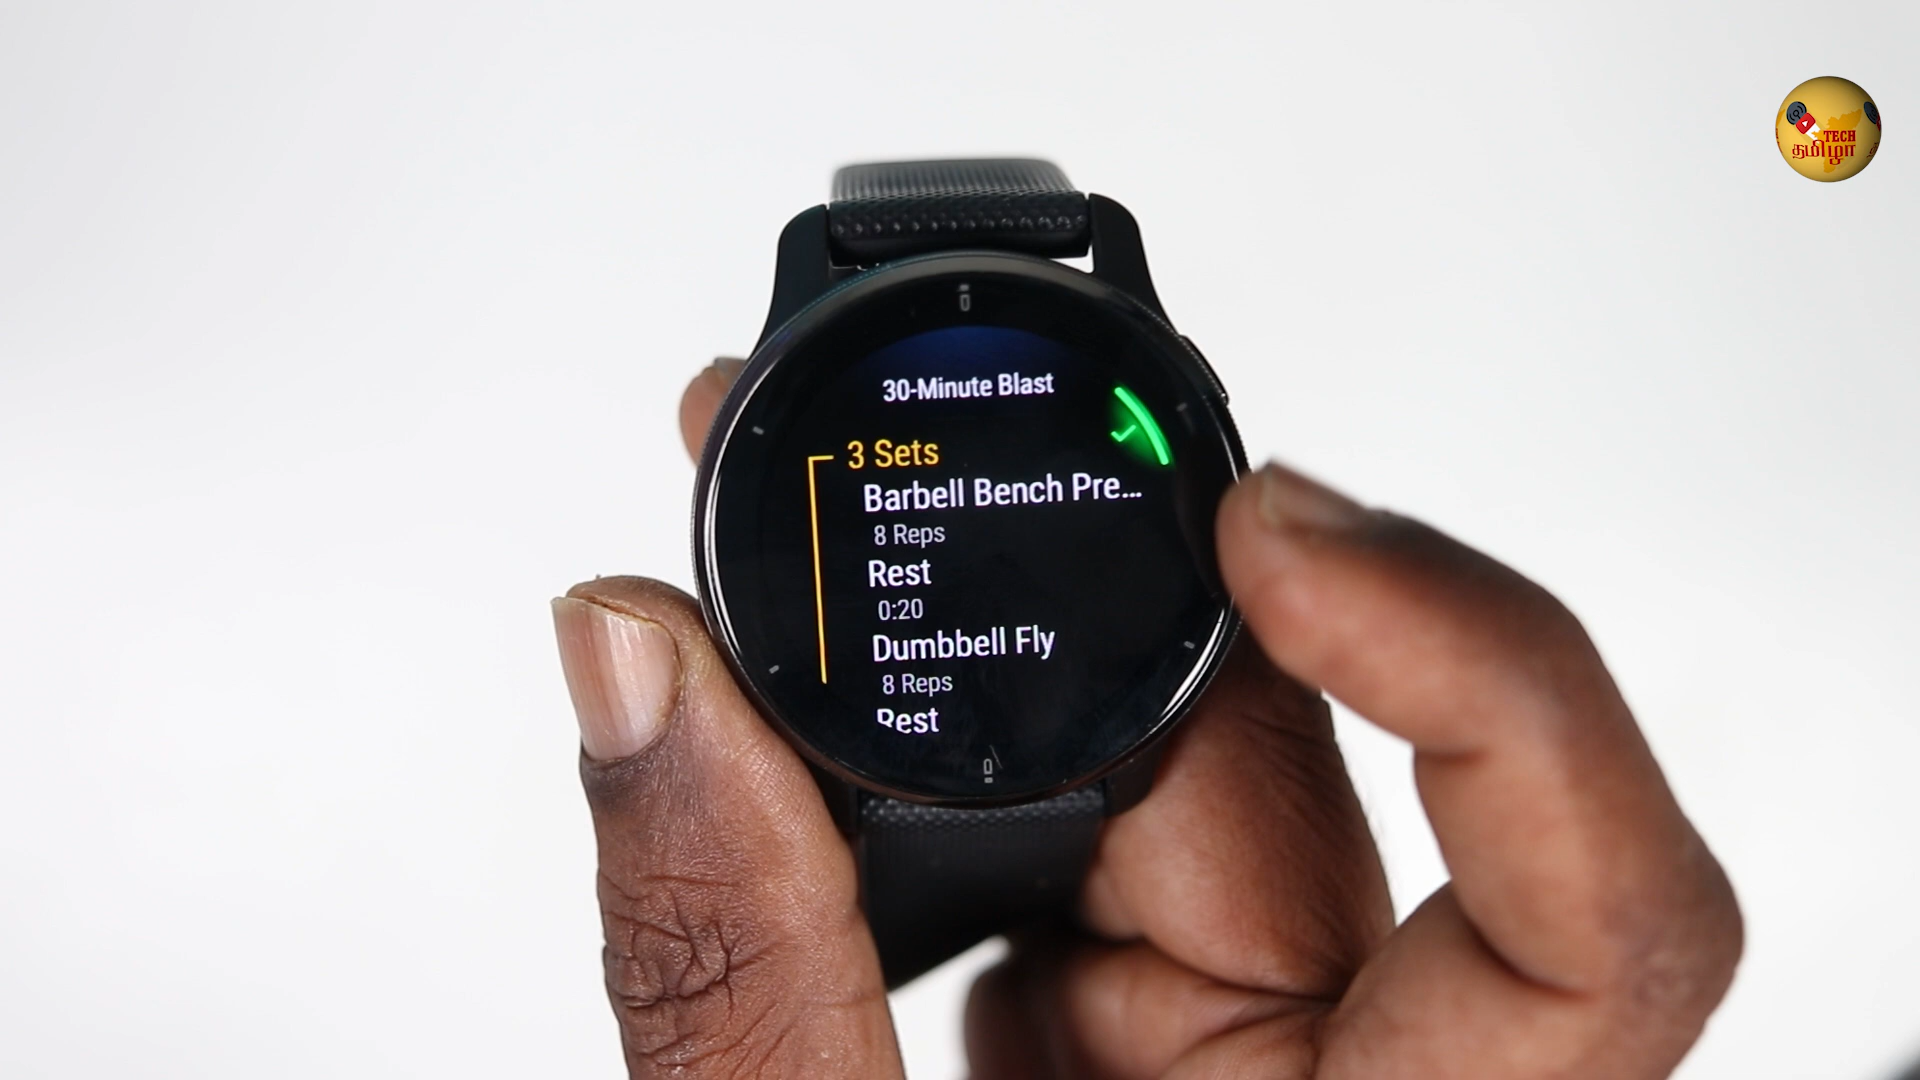 TECH
தமிழா
30-Minute Blast
3 Sets
Barbell Bench Pre...
8 Reps
Rest
0:20
Dumbbell Fly
8 Reps
Rest